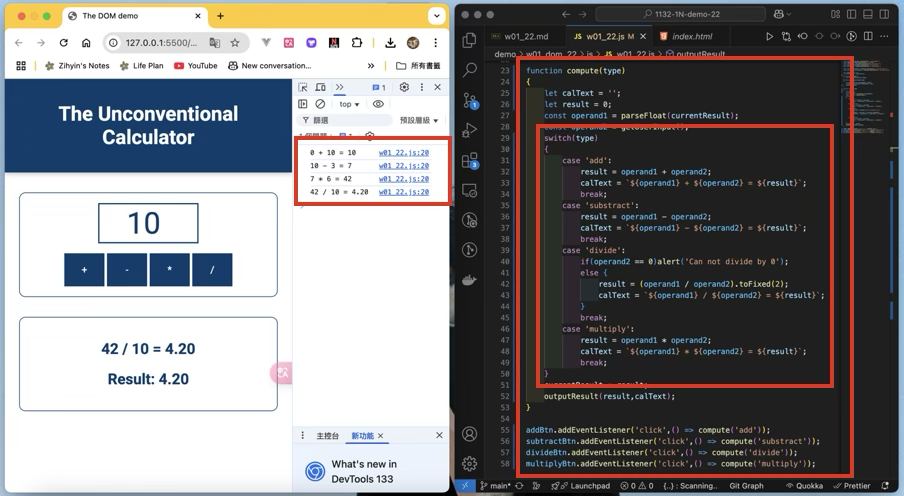 The DOM demo
127.0.0.1:5500/...
Zihyin's Notes
Life Plan
YouTube
New conversation...
所有書籤
The Unconventional
Calculator
10
+
-
*
/
42 / 10 = 4.20
Result: 4.20
1
top
篩選
預設層級
0 + 10 = 10 w01_22.js:20
10 - 3 = 7 w01_22.js:20
7 * 6 = 42 w01_22.js:20
42 / 10 = 4.20 w01_22.js:20
主控台
新功能
What's new in
DevTools 133
1132-1N-demo-22
w01_22.md
w01_22.js M
index.html
demo > w01_dom_22 > js > w01_22.js > outputResult
23 function compute(type)
24 {
25 let calText = '';
26 let result = 0;
27 const operand1 = parseFloat(currentResult);
28 const operand2 = getUserInput();
29 switch(type)
30 {
31 case 'add':
32 result = operand1 + operand2;
33 calText = `${operand1} + ${operand2} = ${result}`;
34 break;
35 case 'substract':
36 result = operand1 - operand2;
37 calText = `${operand1} - ${operand2} = ${result}`;
38 break;
39 case 'divide':
40 if(operand2 == 0)alert('Can not divide by 0');
41 else {
42 result = (operand1 / operand2).toFixed(2);
43 calText = `${operand1} / ${operand2} = ${result}`;
44 }
45 break;
46 case 'multiply':
47 result = operand1 * operand2;
48 calText = `${operand1} * ${operand2} = ${result}`;
49 break;
50 }
51 currentResult = result;
52 outputResult(result,calText);
53 }
54
55 addBtn.addEventListener('click',() => compute('add'));
56 subtractBtn.addEventListener('click',() => compute('substract'));
57 divideBtn.addEventListener('click',() => compute('divide'));
58 multiplyBtn.addEventListener('click',() => compute('multiply'));
1
3
main*
Launchpad
0
0
{..} : Scanning..
Git Graph
Quokka
Prettier